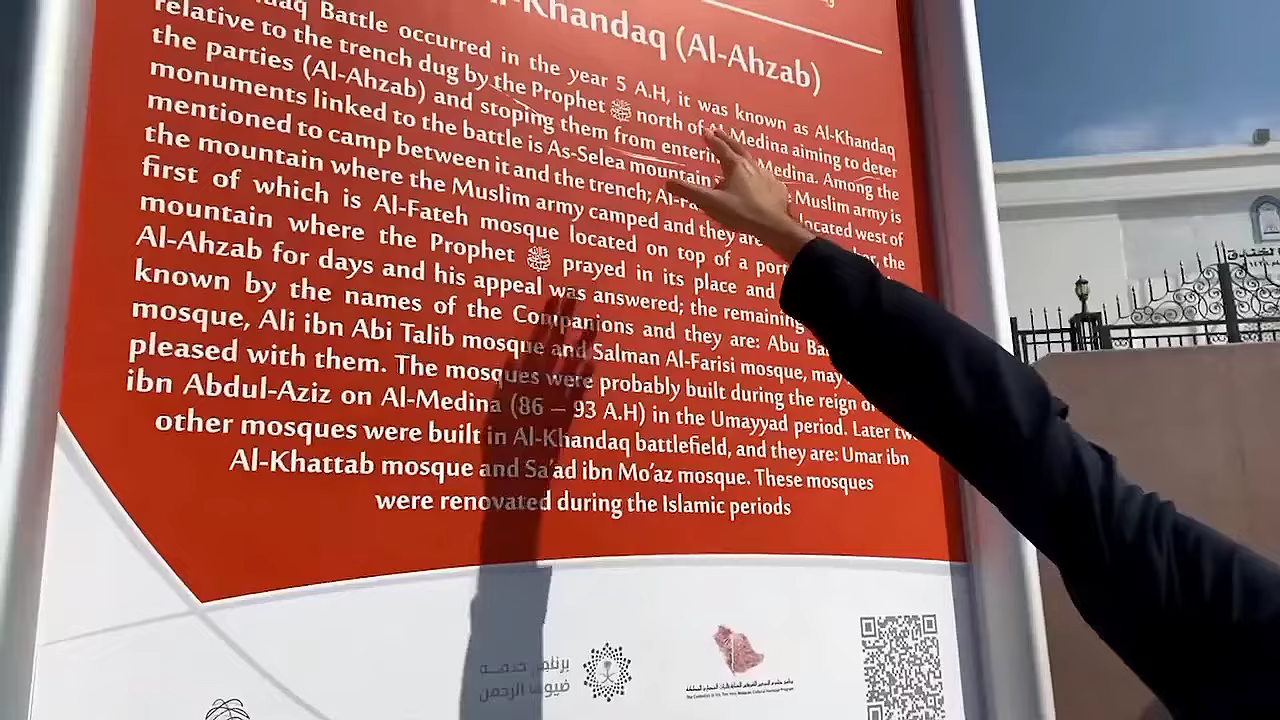 Al-Khandaq (Al-Ahzab)
Battle occurred in the year 5 A.H, it was known as Al-Khandaq
relative to the trench dug by the Prophet ﷺ north of Al-Medina aiming to deter
the parties (Al-Ahzab) and stoping them from entering Medina. Among the
monuments linked to the battle is As-Selea mountain Muslim army is
mentioned to camp between it and the trench; located west of
the mountain where the Muslim army camped and they are the
first of which is Al-Fateh mosque located on top of a
mountain where the Prophet ﷺ prayed in its place and
Al-Ahzab for days and his appeal was answered; the remaining
known by the names of the Companions and they are: Abu
mosque, Ali ibn Abi Talib mosque and Salman Al-Farisi mosque, may
pleased with them. The mosques were probably built during the reign
ibn Abdul-Aziz on Al-Medina (86 – 93 A.H) in the Umayyad period. Later
other mosques were built in Al-Khandaq battlefield, and they are: Umar ibn
Al-Khattab mosque and Sa'ad ibn Mo'az mosque. These mosques
were renovated during the Islamic periods
برنامج خدمة
ضيوف الرحمن